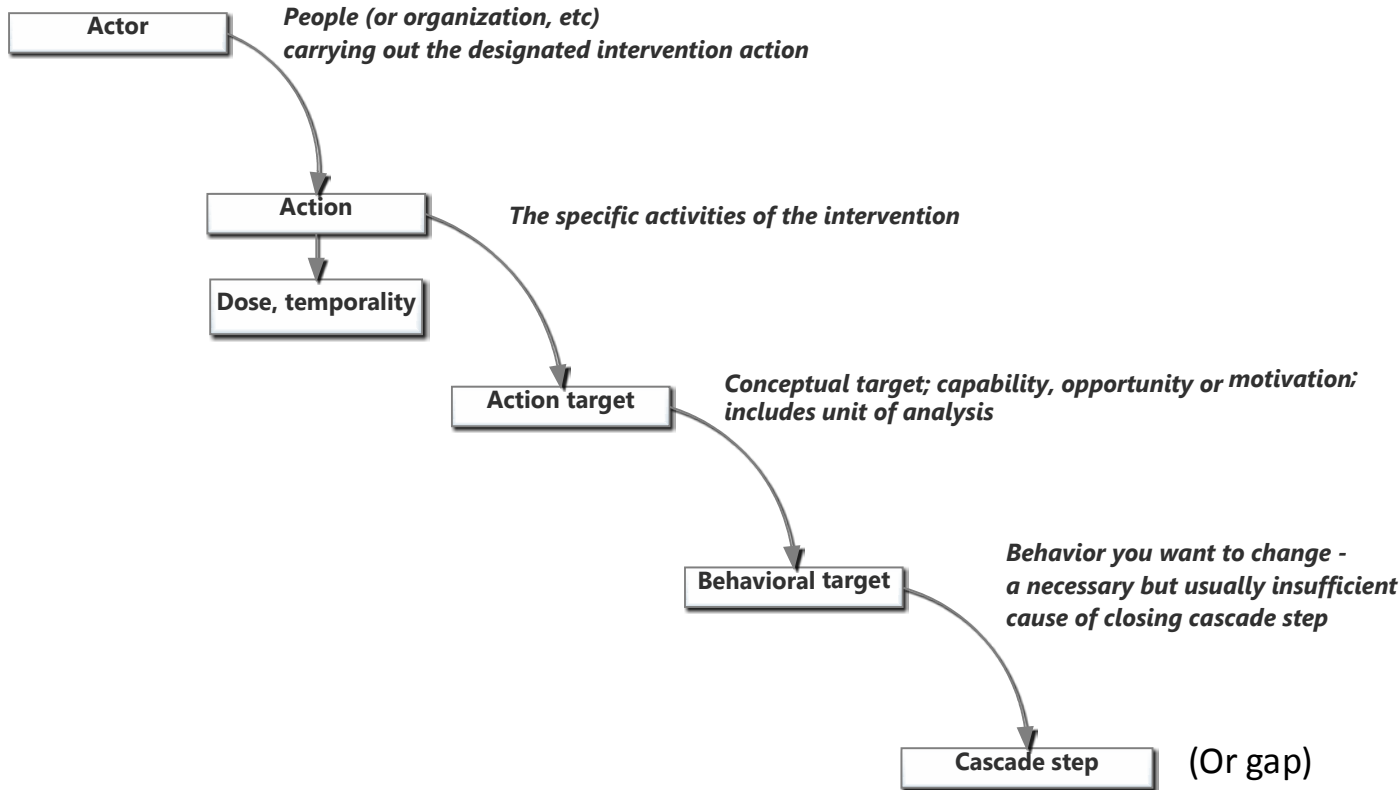 Actor
People (or organization, etc)
carrying out the designated intervention action
Action
The specific activities of the intervention
Dose, temporality
Action target
Conceptual target; capability, opportunity or motivation;
includes unit of analysis
Behavioral target
Behavior you want to change -
a necessary but usually insufficient
cause of closing cascade step
Cascade step
(Or gap)